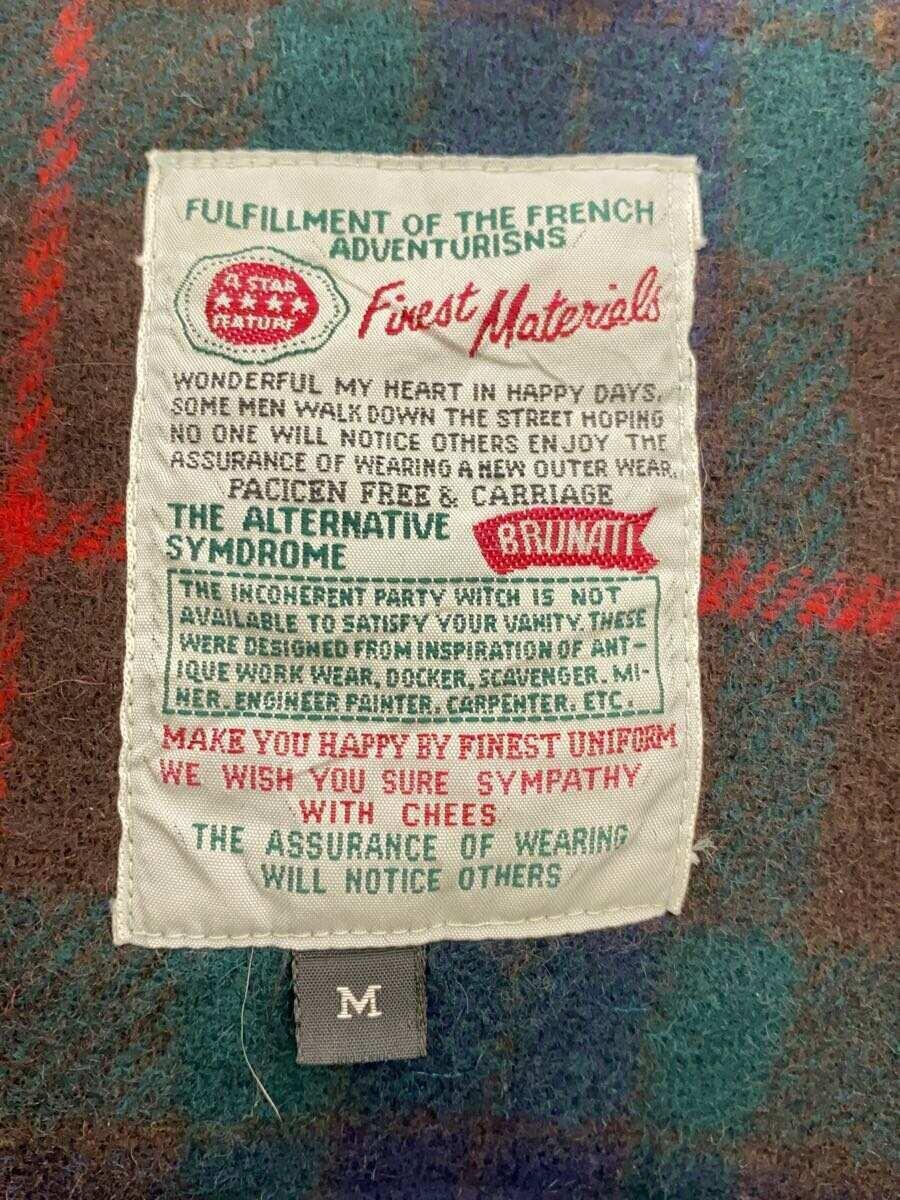 FULFILLMENT OF THE FRENCH
ADVENTURISNS
4 STAR
FEATURE
Finest Materials
WONDERFUL MY HEART IN HAPPY DAYS,
SOME MEN WALK DOWN THE STREET HOPING
NO ONE WILL NOTICE OTHERS ENJOY THE
ASSURANCE OF WEARING A NEW OUTER WEAR.
PACICEN FREE & CARRIAGE
THE ALTERNATIVE
SYMDROME
BRUNATI
THE INCOHERENT PARTY WITCH IS NOT
AVAILABLE TO SATISFY YOUR VANITY. THESE
WERE DESIGNED FROM INSPIRATION OF ANT-
IQUE WORK WEAR, DOCKER, SCAVENGER, MI-
NER, ENGINEER PAINTER, CARPENTER, ETC.
MAKE YOU HAPPY BY FINEST UNIFORM
WE WISH YOU SURE SYMPATHY
WITH CHEES
THE ASSURANCE OF WEARING
WILL NOTICE OTHERS
M